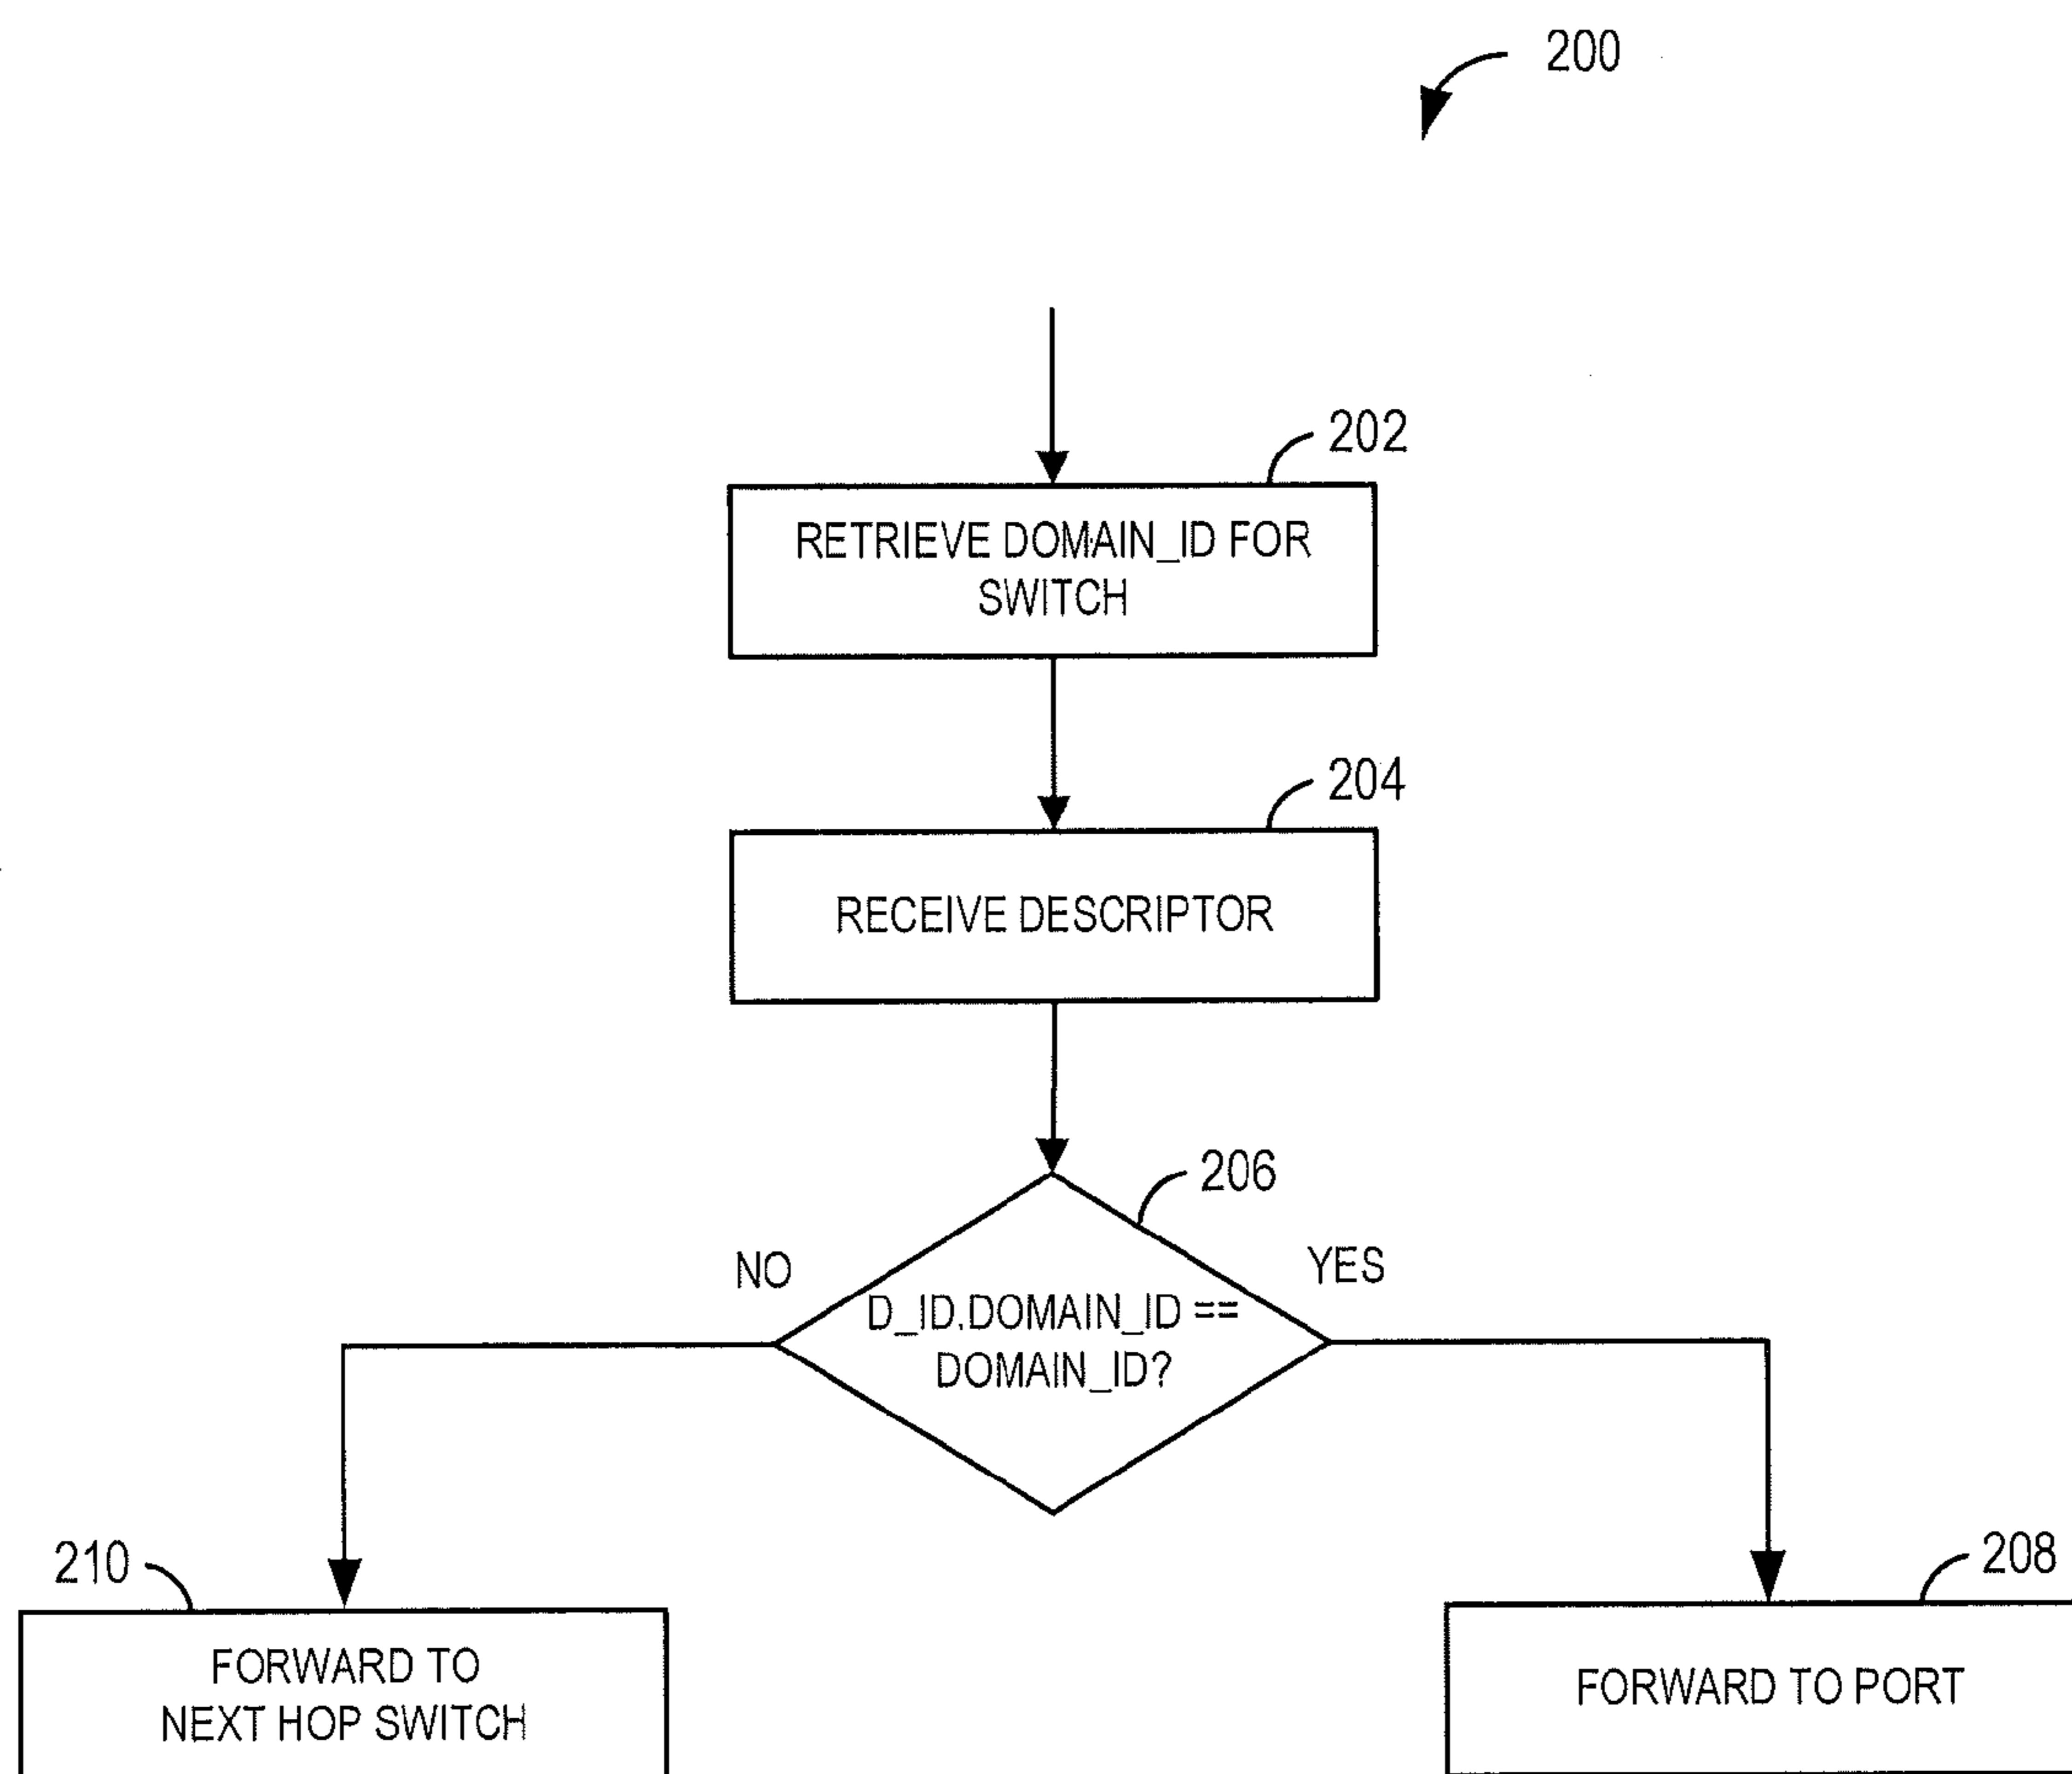 200
202
RETRIEVE DOMAIN_ID FOR
SWITCH
204
RECEIVE DESCRIPTOR
206
NO
YES
D_ID.DOMAIN_ID ==
DOMAIN_ID?
210
208
FORWARD TO
NEXT HOP SWITCH
FORWARD TO PORT